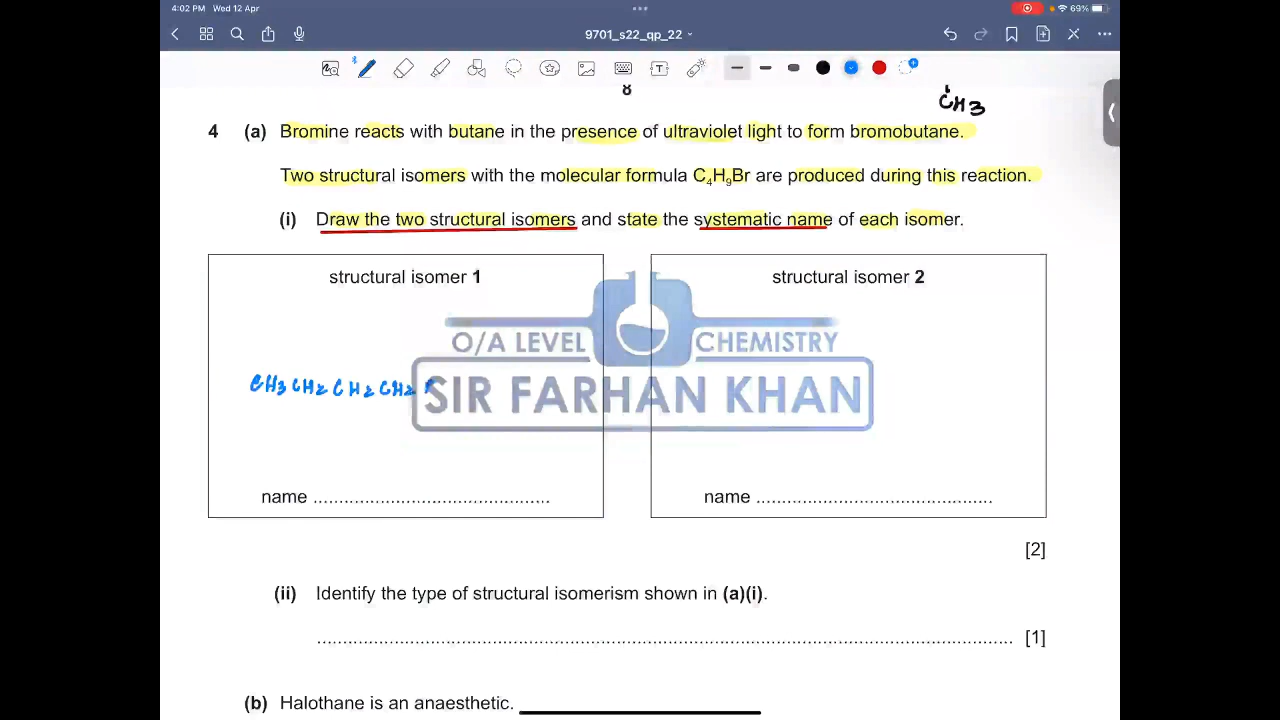 4:02 PM Wed 12 Apr
69%
9701_s22_qp_22
8
CH3
4 (a) Bromine reacts with butane in the presence of ultraviolet light to form bromobutane.
Two structural isomers with the molecular formula C₄H₉Br are produced during this reaction.
(i) Draw the two structural isomers and state the systematic name of each isomer.
structural isomer 1
structural isomer 2
O/A LEVEL CHEMISTRY
CH3 CH2 CH2 CH2
SIR FARHAN KHAN
name ..............................................
name ..............................................
[2]
(ii) Identify the type of structural isomerism shown in (a)(i).
...................................................................................................................................... [1]
(b) Halothane is an anaesthetic.